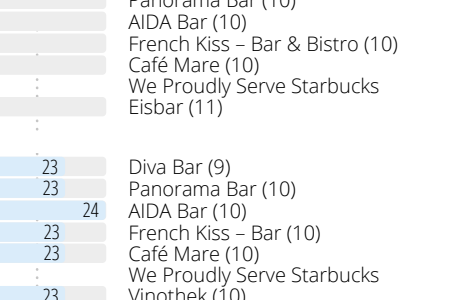 Panorama Bar (10)
AIDA Bar (10)
French Kiss – Bar & Bistro (10)
Café Mare (10)
We Proudly Serve Starbucks
Eisbar (11)
23 Diva Bar (9)
23 Panorama Bar (10)
24 AIDA Bar (10)
23 French Kiss – Bar (10)
23 Café Mare (10)
We Proudly Serve Starbucks
23 Vinothek (10)